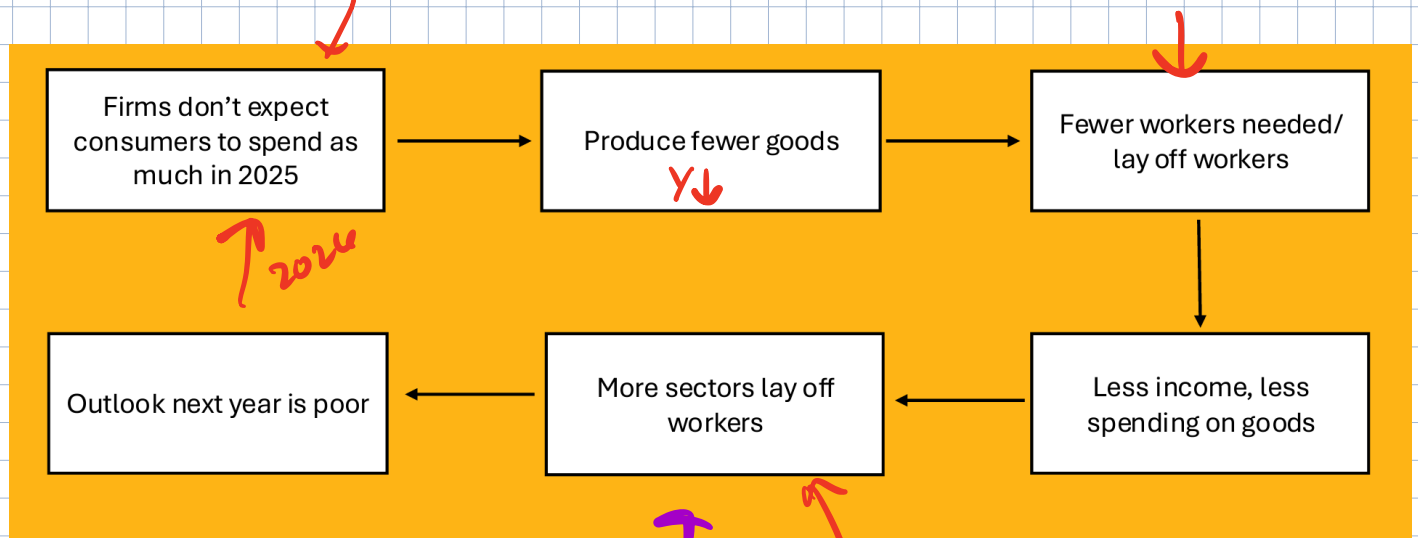 Firms don’t expect
consumers to spend as
much in 2025
Produce fewer goods
Y↓
Fewer workers needed/
lay off workers
2026
Outlook next year is poor
More sectors lay off
workers
Less income, less
spending on goods